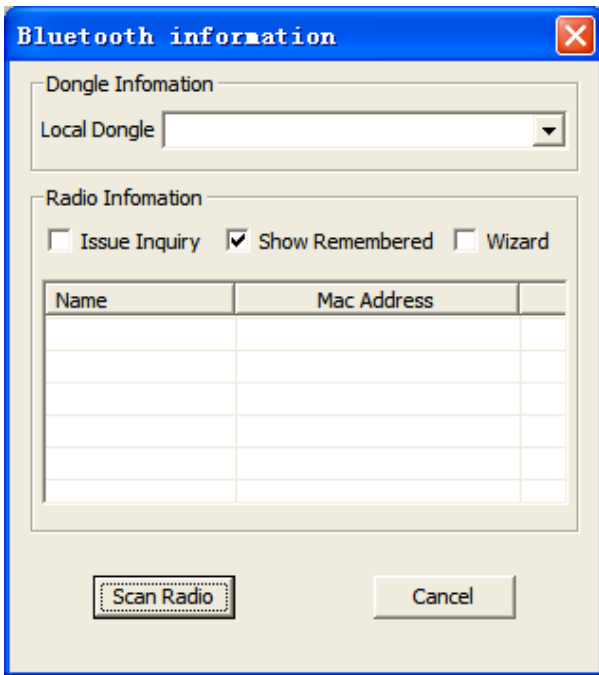 Bluetooth information
Dongle Infomation
Local Dongle
Radio Infomation
Issue Inquiry Show Remembered Wizard
Name Mac Address
Scan Radio Cancel